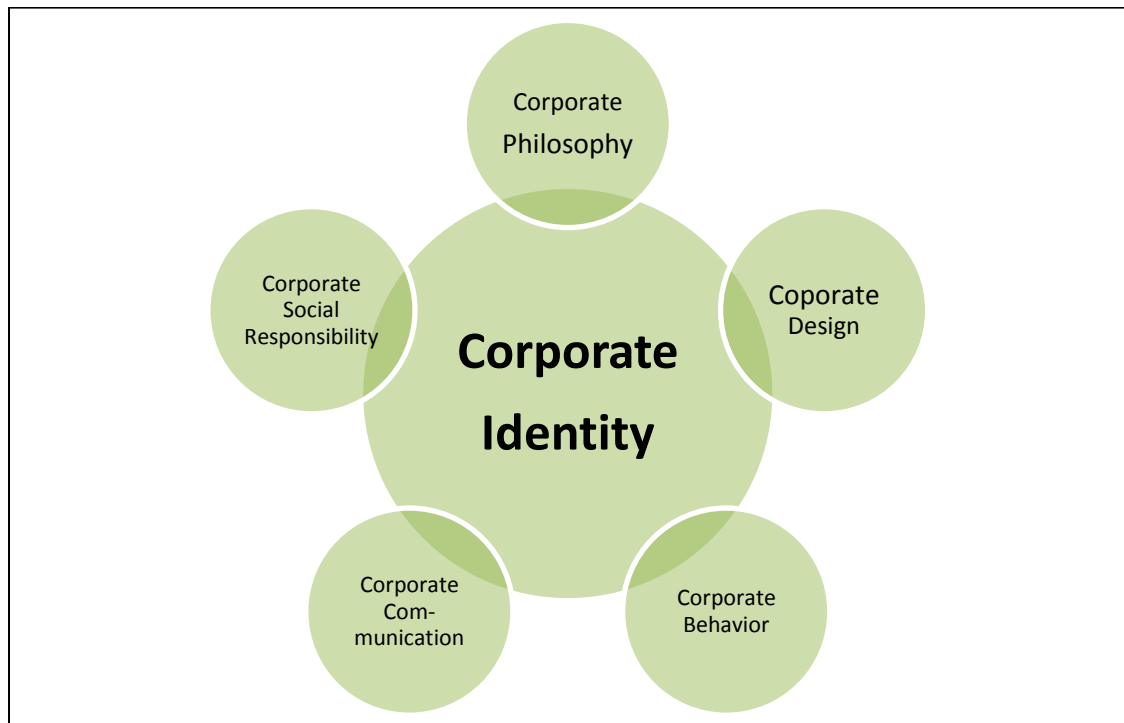 Corporate
Philosophy
Corporate
Social
Responsibility
Coporate
Design
Corporate
Identity
Corporate
Com-
munication
Corporate
Behavior